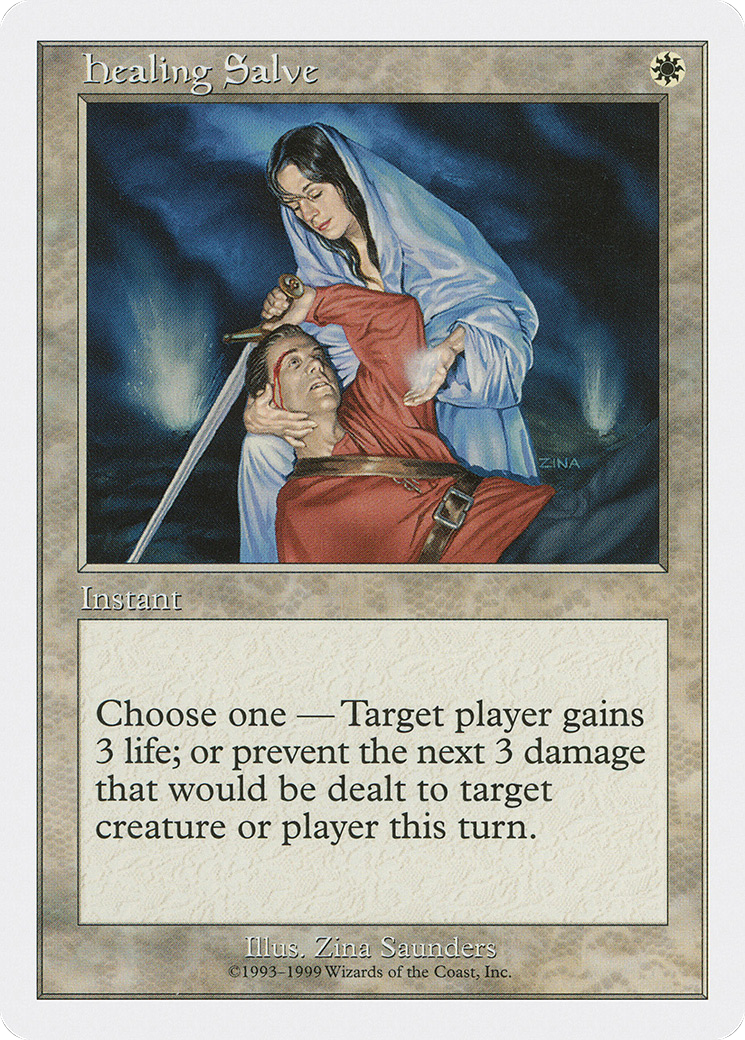 Healing Salve
ZINA
Instant
Choose one — Target player gains
3 life; or prevent the next 3 damage
that would be dealt to target
creature or player this turn.
Illus. Zina Saunders
©1993–1999 Wizards of the Coast, Inc.